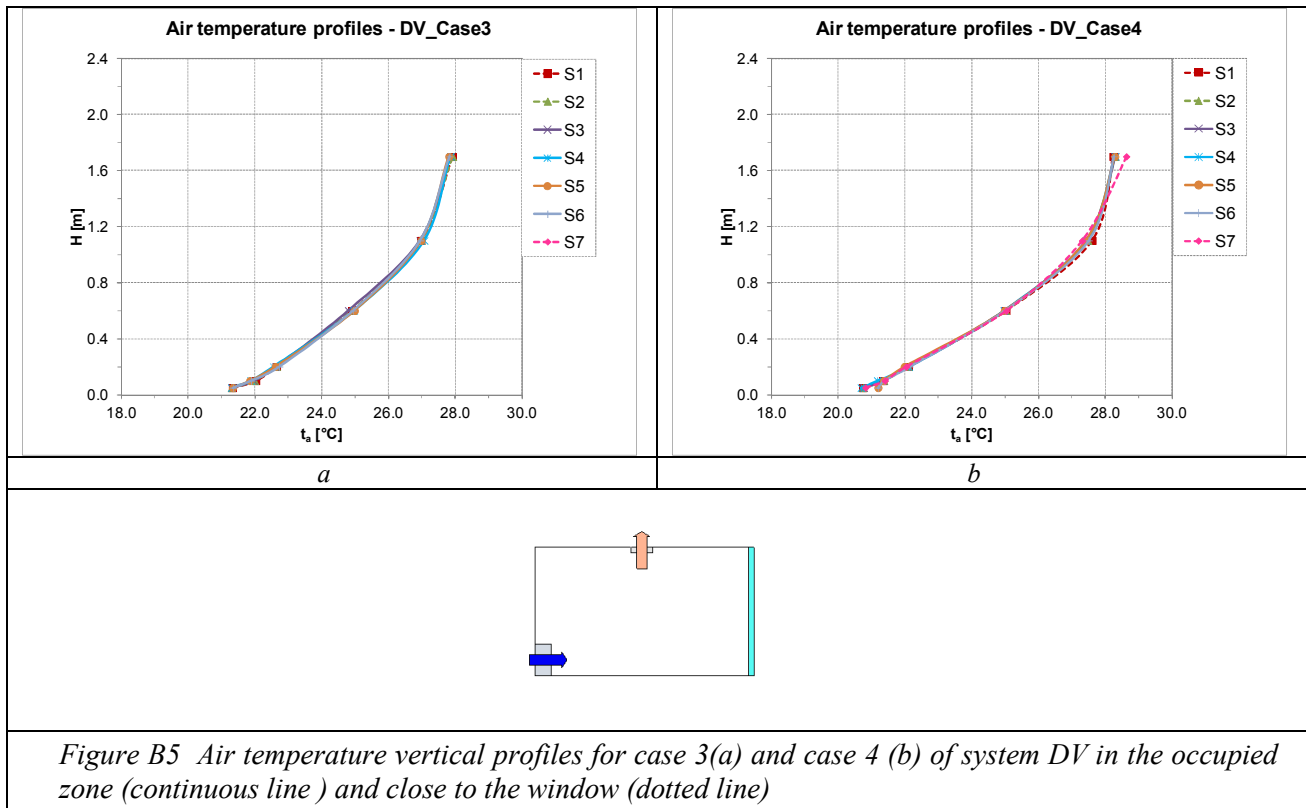 Air temperature profiles - DV_Case3
2.4
2.0
1.6
1.2
0.8
0.4
0.0
H [m]
18.0 20.0 22.0 24.0 26.0 28.0 30.0
tₐ [°C]
S1
S2
S3
S4
S5
S6
S7
a
Air temperature profiles - DV_Case4
2.4
2.0
1.6
1.2
0.8
0.4
0.0
H [m]
18.0 20.0 22.0 24.0 26.0 28.0 30.0
tₐ [°C]
S1
S2
S3
S4
S5
S6
S7
b
Figure B5 Air temperature vertical profiles for case 3(a) and case 4 (b) of system DV in the occupied
zone (continuous line ) and close to the window (dotted line)